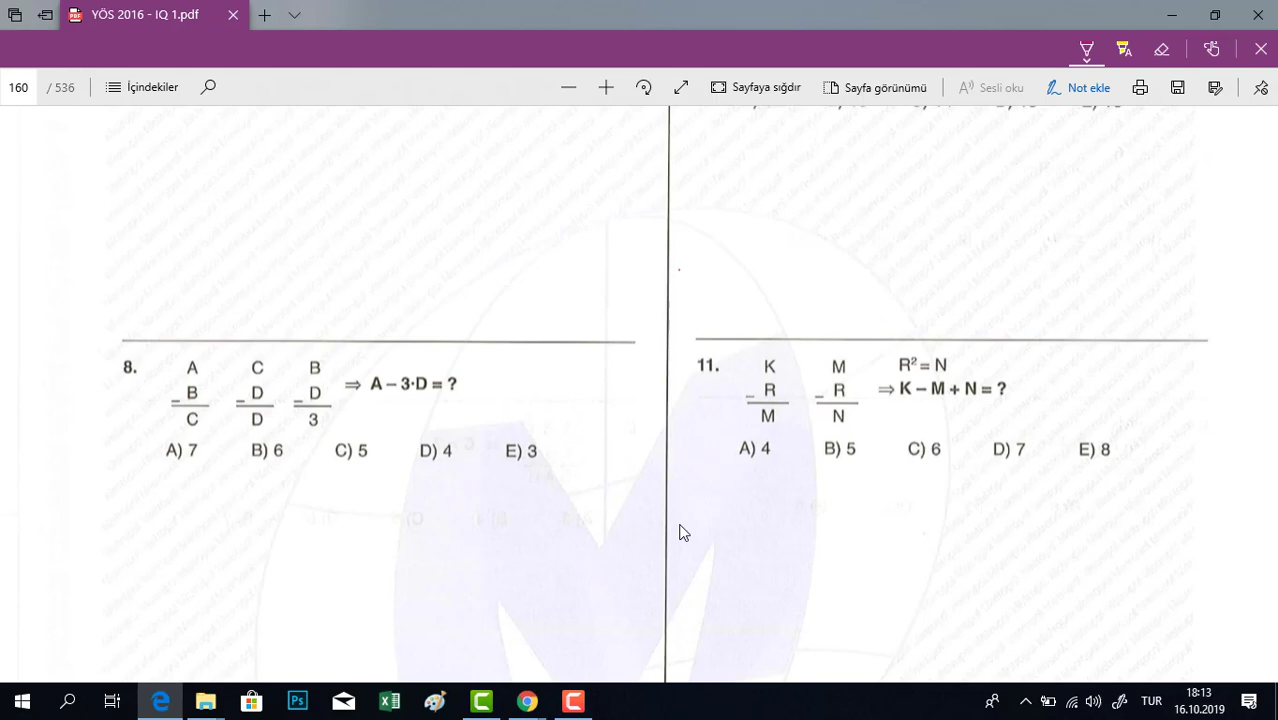 YÖS 2016 - IQ 1.pdf
160 / 536
İçindekiler
Sayfaya sığdır
Sayfa görünümü
Sesli oku
Not ekle
8.
A C B
- B - D - D ⇒ A – 3·D = ?
C D 3
A) 7 B) 6 C) 5 D) 4 E) 3
11.
K M R² = N
- R - R ⇒ K – M + N = ?
M N
A) 4 B) 5 C) 6 D) 7 E) 8
TUR
18:13
16.10.2019